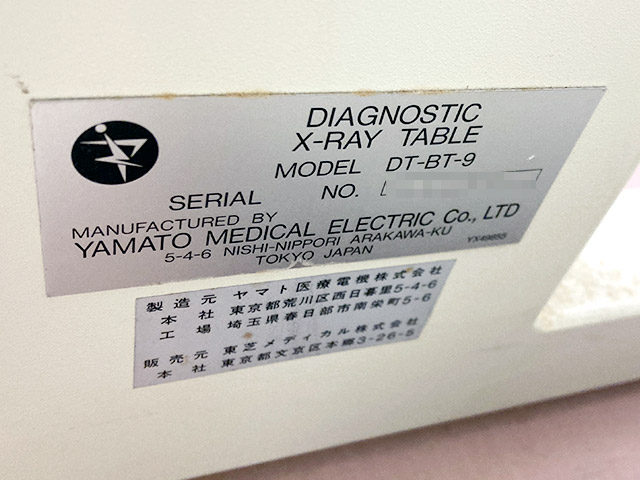 DIAGNOSTIC
X-RAY TABLE
MODEL DT-BT-9
SERIAL NO.
MANUFACTURED BY
YAMATO MEDICAL ELECTRIC Co., LTD
5-4-6 NISHI-NIPPORI ARAKAWA-KU
TOKYO JAPAN
YX49855
製造元 ヤマト医療電機株式会社
本社 東京都荒川区西日暮里5-4-6
工場 埼玉県春日部市南栄町5-6
販売元 東芝メディカル株式会社
本社 東京都文京区本郷3-26-5